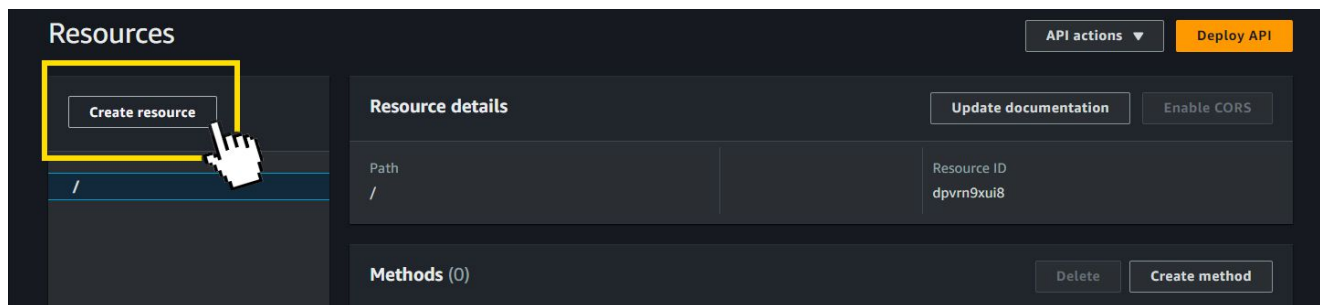 Resources
API actions
Deploy API
Create resource
/
Resource details
Update documentation
Enable CORS
Path
/
Resource ID
dpvrn9xui8
Methods (0)
Delete
Create method